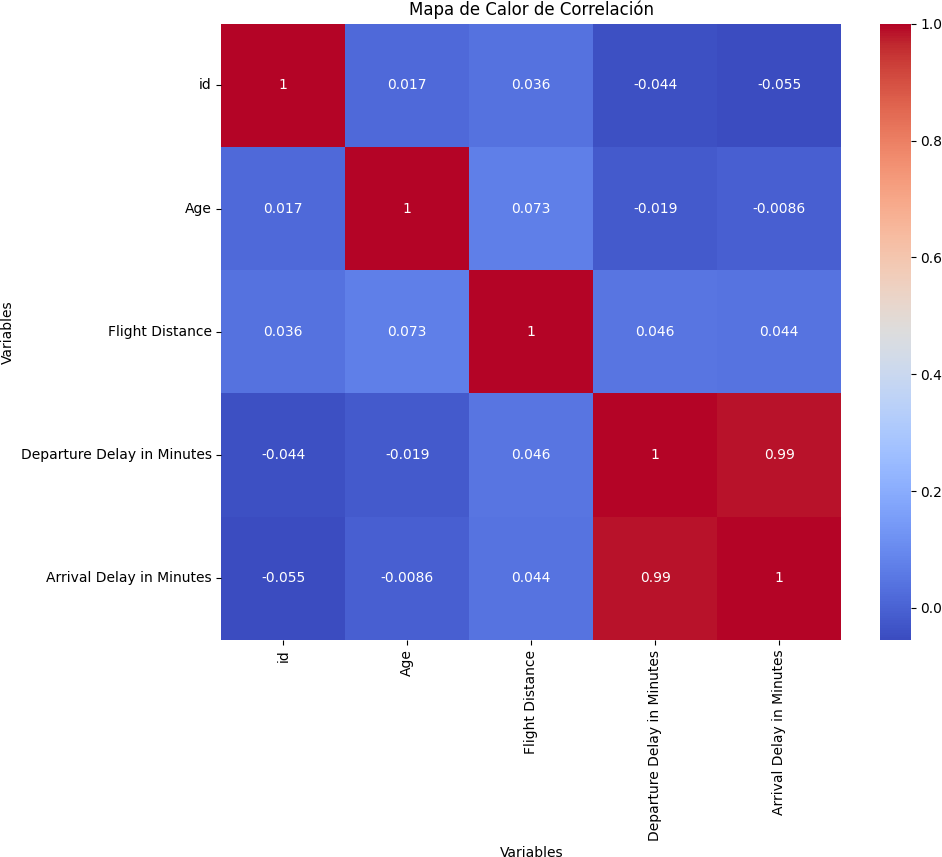 Mapa de Calor de Correlación
id 1 0.017 0.036 -0.044 -0.055
Age 0.017 1 0.073 -0.019 -0.0086
Flight Distance 0.036 0.073 1 0.046 0.044
Departure Delay in Minutes -0.044 -0.019 0.046 1 0.99
Arrival Delay in Minutes -0.055 -0.0086 0.044 0.99 1
Variables
id
Age
Flight Distance
Departure Delay in Minutes
Arrival Delay in Minutes
Variables
1.0
0.8
0.6
0.4
0.2
0.0